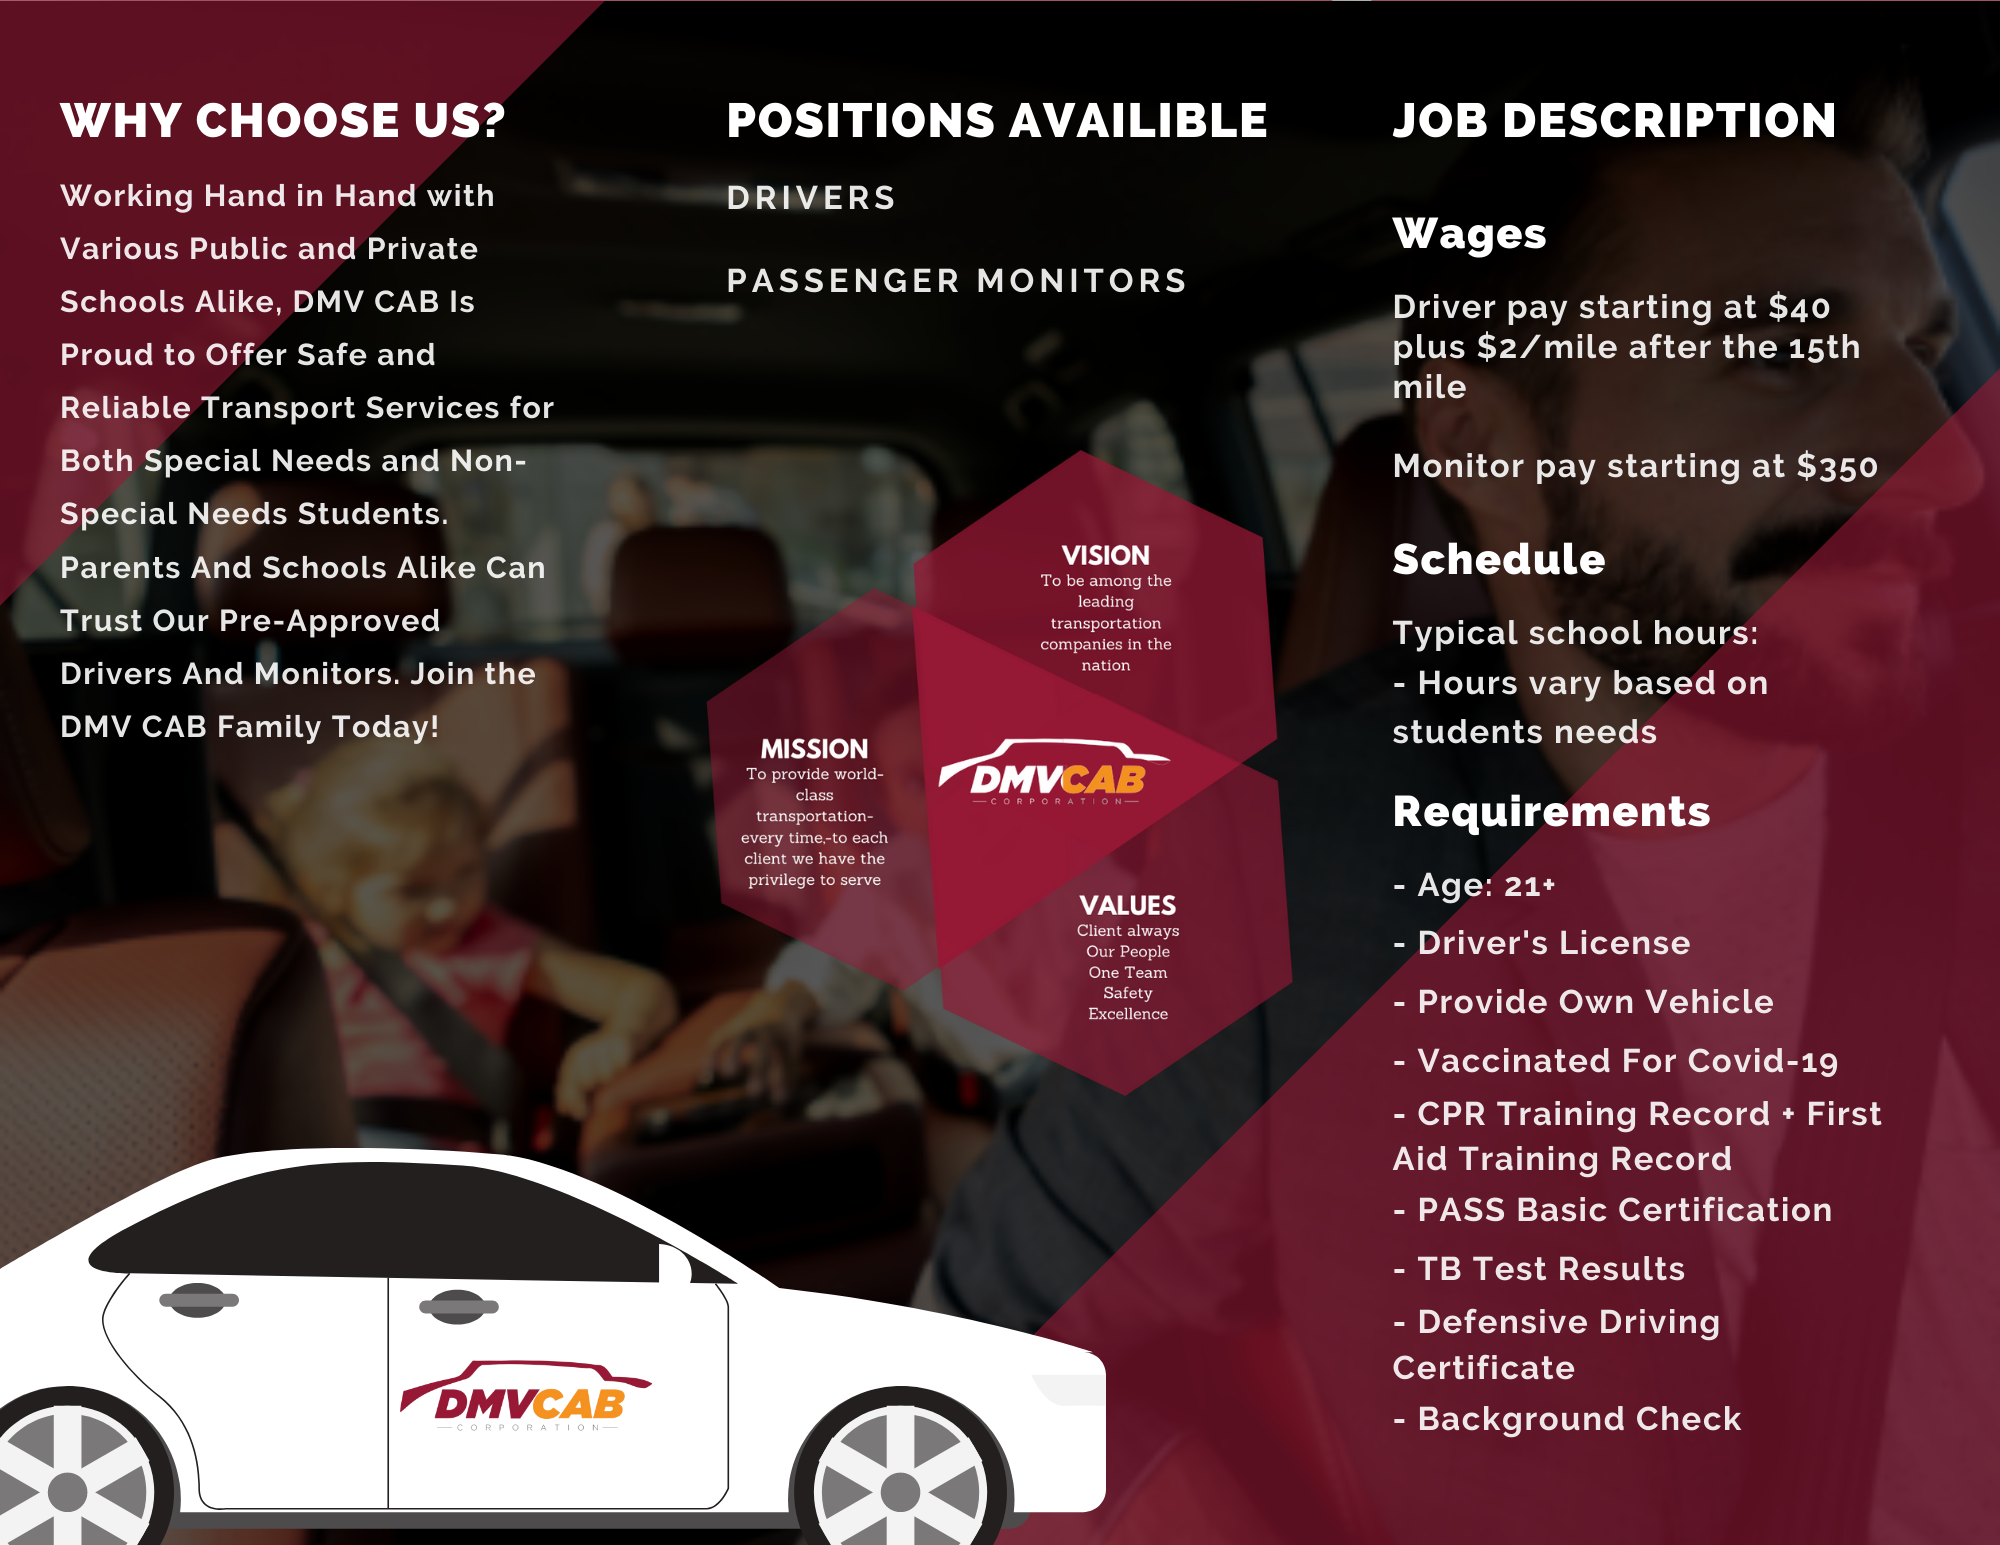 WHY CHOOSE US?
Working Hand in Hand with
Various Public and Private
Schools Alike, DMV CAB Is
Proud to Offer Safe and
Reliable Transport Services for
Both Special Needs and Non-
Special Needs Students.
Parents And Schools Alike Can
Trust Our Pre-Approved
Drivers And Monitors. Join the
DMV CAB Family Today!
POSITIONS AVAILIBLE
DRIVERS
PASSENGER MONITORS
VISION
To be among the
leading
transportation
companies in the
nation
MISSION
To provide world-
class
transportation-
every time,-to each
client we have the
privilege to serve
DMVCAB
CORPORATION
VALUES
Client always
Our People
One Team
Safety
Excellence
DMVCAB
CORPORATION
JOB DESCRIPTION
Wages
Driver pay starting at $40
plus $2/mile after the 15th
mile
Monitor pay starting at $350
Schedule
Typical school hours:
- Hours vary based on
students needs
Requirements
- Age: 21+
- Driver's License
- Provide Own Vehicle
- Vaccinated For Covid-19
- CPR Training Record + First
Aid Training Record
- PASS Basic Certification
- TB Test Results
- Defensive Driving
Certificate
- Background Check